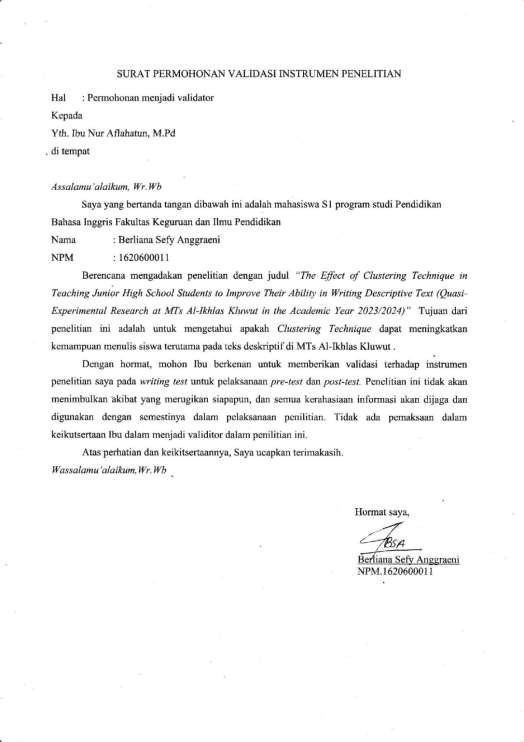 SURAT PERMOHONAN VALIDASI INSTRUMEN PENELITIAN
Hal : Permohonan menjadi validator
Kepada
Yth. Ibu Nur Aflahatun, M.Pd
di tempat
Assalamu'alaikum, Wr.Wb
Saya yang bertanda tangan dibawah ini adalah mahasiswa S1 program studi Pendidikan
Bahasa Inggris Fakultas Keguruan dan Ilmu Pendidikan
Nama : Berliana Sefy Anggraeni
NPM : 1620600011
Berencana mengadakan penelitian dengan judul "The Effect of Clustering Technique in
Teaching Junior High School Students to Improve Their Ability in Writing Descriptive Text (Quasi-
Experimental Research at MTs Al-Ikhlas Kluwut in the Academic Year 2023/2024)" Tujuan dari
penelitian ini adalah untuk mengetahui apakah Clustering Technique dapat meningkatkan
kemampuan menulis siswa terutama pada teks deskriptif di MTs Al-Ikhlas Kluwut .
Dengan hormat, mohon Ibu berkenan untuk memberikan validasi terhadap instrumen
penelitian saya pada writing test untuk pelaksanaan pre-test dan post-test. Penelitian ini tidak akan
menimbulkan akibat yang merugikan siapapun, dan semua kerahasiaan informasi akan dijaga dan
digunakan dengan semestinya dalam pelaksanaan penilitian. Tidak ada pemaksaan dalam
keikutsertaan Ibu dalam menjadi validitor dalam penilitian ini.
Atas perhatian dan keikitsertaannya, Saya ucapkan terimakasih.
Wassalamu'alaikum, Wr. Wb
Hormat saya,
BSA
Berliana Sefy Anggraeni
NPM.1620600011